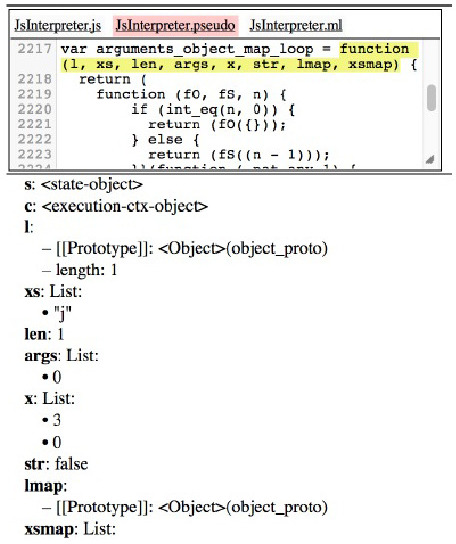 JsInterpreter.js JsInterpreter.pseudo JsInterpreter.ml
2217 var arguments_object_map_loop = function
(l, xs, len, args, x, str, lmap, xsmap) {
2218 return (
2219 function (fO, fS, n) {
2220 if (int_eq(n, 0)) {
2221 return (fO({}));
2222 } else {
2223 return (fS((n - 1)));
s: <state-object>
c: <execution-ctx-object>
l:
– [[Prototype]]: <Object>(object_proto)
– length: 1
xs: List:
• "j"
len: 1
args: List:
• 0
x: List:
• 3
• 0
str: false
lmap:
– [[Prototype]]: <Object>(object_proto)
xsmap: List: